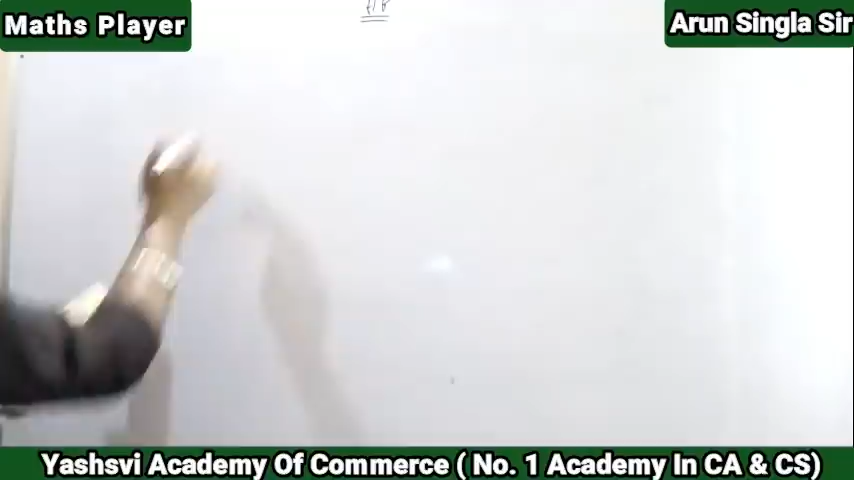 Maths Player
Arun Singla Sir
Yashsvi Academy Of Commerce ( No. 1 Academy In CA & CS)